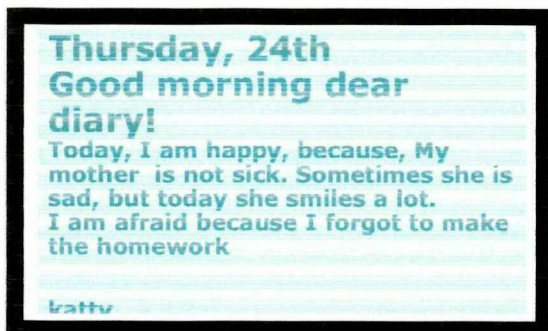 Thursday, 24th
Good morning dear
diary!
Today, I am happy, because, My
mother is not sick. Sometimes she is
sad, but today she smiles a lot.
I am afraid because I forgot to make
the homework
katty